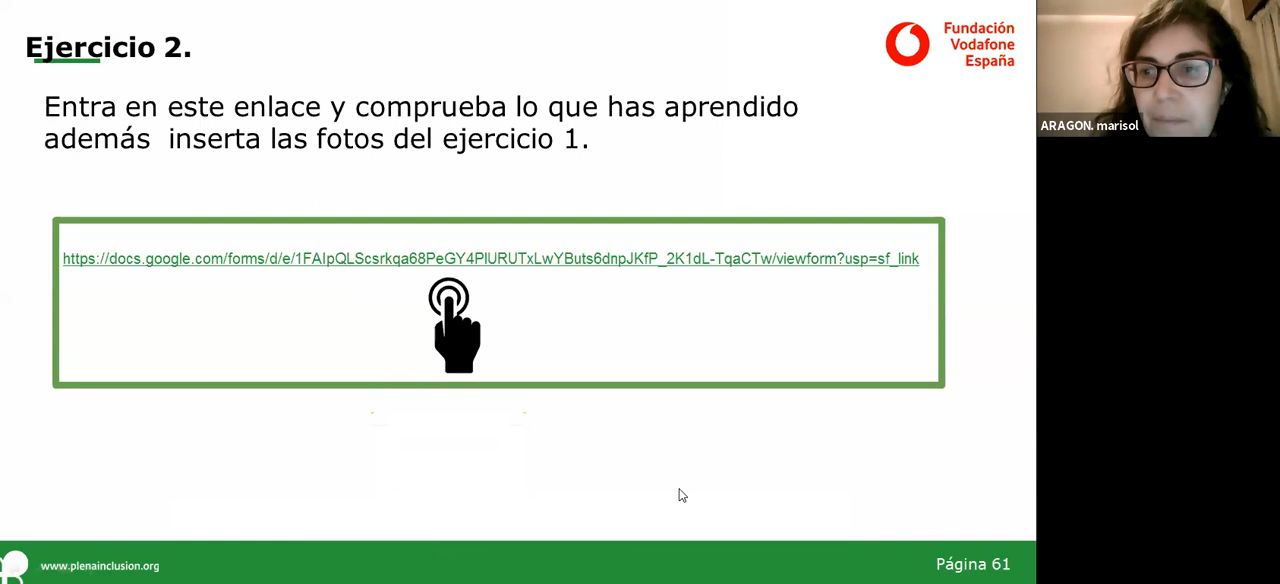 Ejercicio 2.
Fundación
Vodafone
España
Entra en este enlace y comprueba lo que has aprendido
además inserta las fotos del ejercicio 1.
https://docs.google.com/forms/d/e/1FAIpQLScsrkqa68PeGY4PlURUTxLwYButs6dnpJKfP_2K1dL-TqaCTw/viewform?usp=sf_link
ARAGON. marisol
www.plenainclusion.org
Página 61